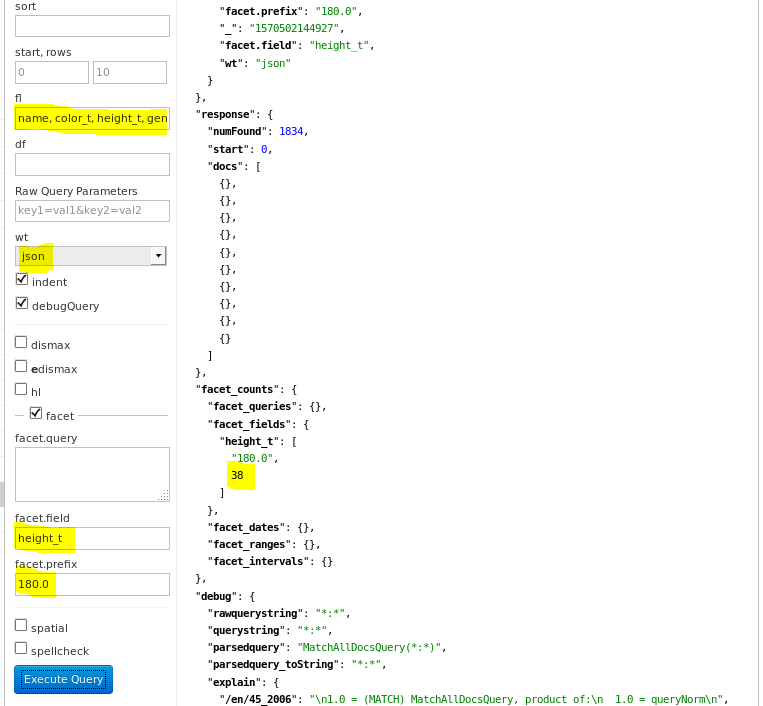 sort
start, rows
0
10
fl
name, color_t, height_t, gen
df
Raw Query Parameters
key1=val1&key2=val2
wt
json
indent
debugQuery
dismax
edismax
hl
facet
facet.query
facet.field
height_t
facet.prefix
180.0
spatial
spellcheck
Execute Query
"facet.prefix": "180.0",
"_": "1570502144927",
"facet.field": "height_t",
"wt": "json"
}
},
"response": {
"numFound": 1834,
"start": 0,
"docs": [
{},
{},
{},
{},
{},
{},
{},
{},
{},
{}
]
},
"facet_counts": {
"facet_queries": {},
"facet_fields": {
"height_t": [
"180.0",
38
]
},
"facet_dates": {},
"facet_ranges": {},
"facet_intervals": {}
},
"debug": {
"rawquerystring": "*:*",
"querystring": "*:*",
"parsedquery": "MatchAllDocsQuery(*:*)",
"parsedquery_toString": "*:*",
"explain": {
"/en/45_2006": "\n1.0 = (MATCH) MatchAllDocsQuery, product of:\n  1.0 = queryNorm\n",